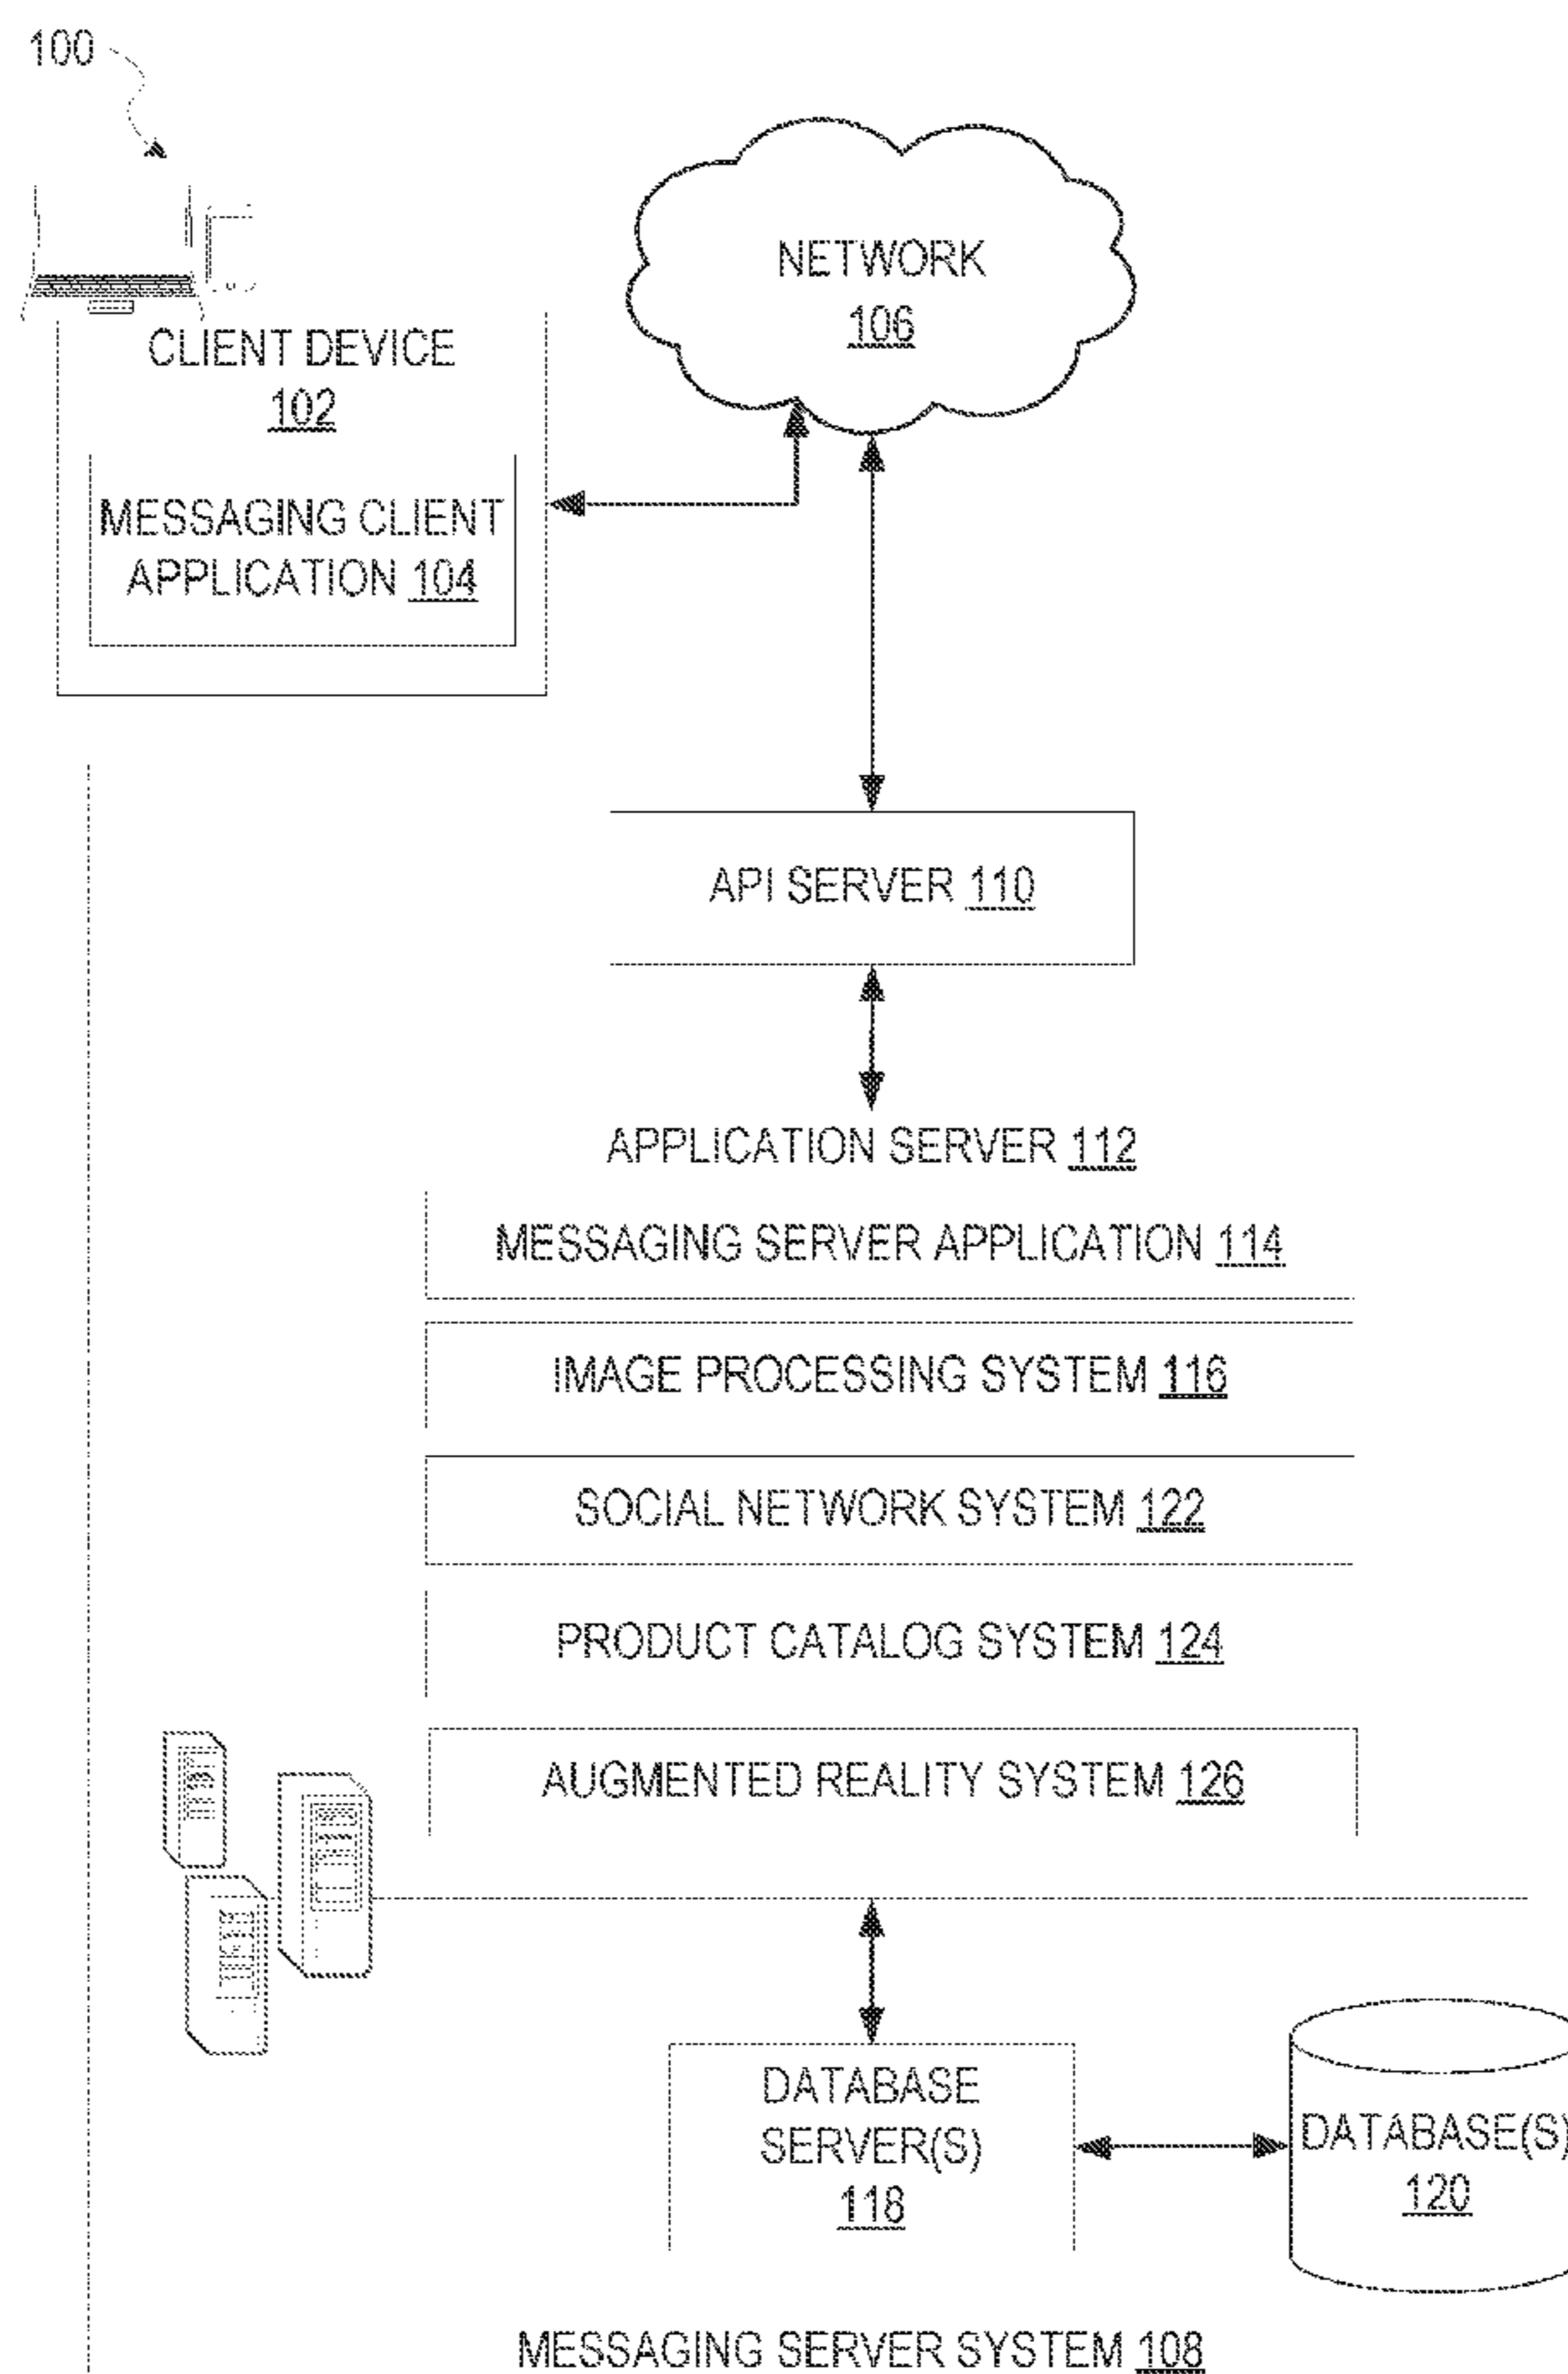 100
NETWORK
106
CLIENT DEVICE
102
MESSAGING CLIENT
APPLICATION 104
API SERVER 110
APPLICATION SERVER 112
MESSAGING SERVER APPLICATION 114
IMAGE PROCESSING SYSTEM 116
SOCIAL NETWORK SYSTEM 122
PRODUCT CATALOG SYSTEM 124
AUGMENTED REALITY SYSTEM 126
DATABASE
SERVER(S)
118
DATABASE(S)
120
MESSAGING SERVER SYSTEM 108